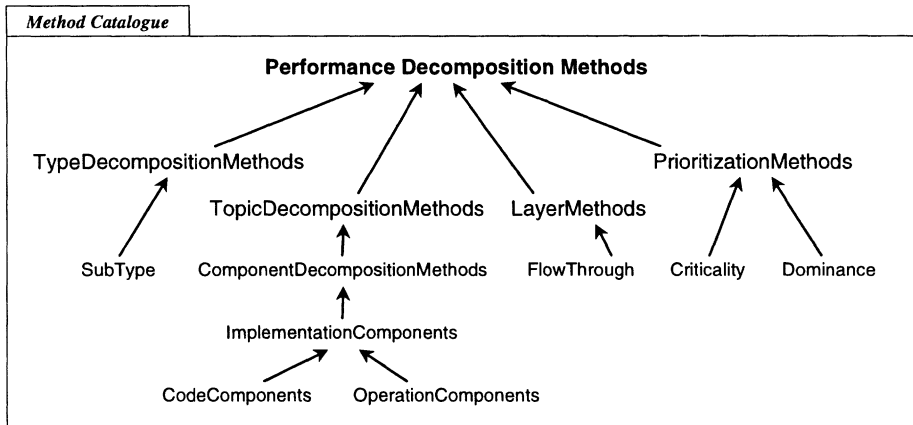 Method Catalogue
Performance Decomposition Methods
TypeDecompositionMethods
PrioritizationMethods
TopicDecompositionMethods
LayerMethods
SubType
ComponentDecompositionMethods
FlowThrough
Criticality
Dominance
ImplementationComponents
CodeComponents
OperationComponents